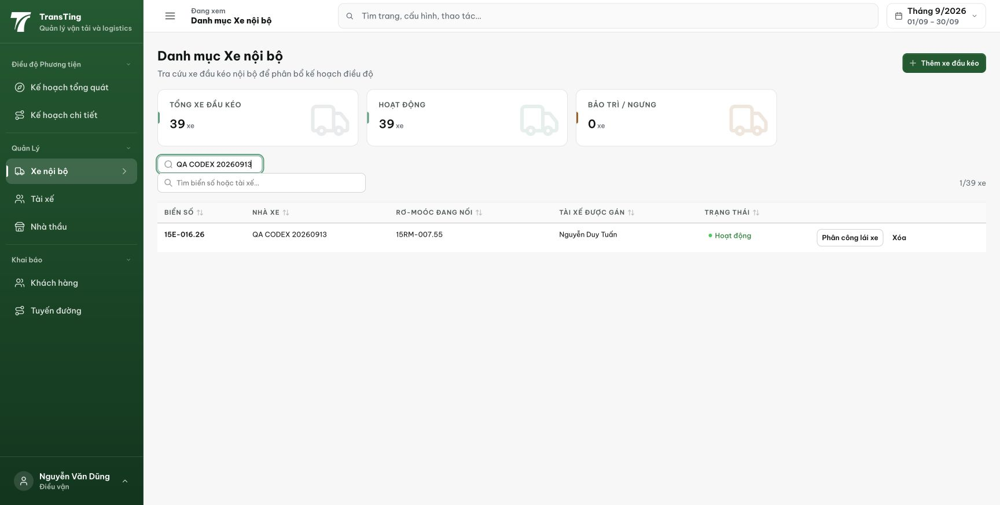 TransTing
Quản lý vận tải và logistics
Điều độ Phương tiện
Kế hoạch tổng quát
Kế hoạch chi tiết
Quản Lý
Xe nội bộ
Tài xế
Nhà thầu
Khai báo
Khách hàng
Tuyến đường
Nguyễn Văn Dũng
Điều vận
Đang xem
Danh mục Xe nội bộ
Tìm trang, cấu hình, thao tác...
Tháng 9/2026
01/09 – 30/09
Danh mục Xe nội bộ
Tra cứu xe đầu kéo nội bộ để phân bổ kế hoạch điều độ
Thêm xe đầu kéo
TỔNG XE ĐẦU KÉO
39 xe
HOẠT ĐỘNG
39 xe
BẢO TRÌ / NGƯNG
0 xe
QA CODEX 20260913
Tìm biển số hoặc tài xế...
1/39 xe
BIỂN SỐ NHÀ XE RƠ-MOÓC ĐANG NỐI TÀI XẾ ĐƯỢC GÁN TRẠNG THÁI
15E-016.26 QA CODEX 20260913 15RM-007.55 Nguyễn Duy Tuấn Hoạt động Phân công lái xe Xóa